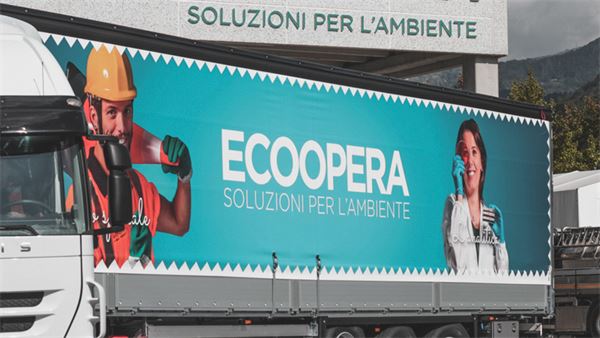 SOLUZIONI PER L'AMBIENTE
ECOOPERA
SOLUZIONI PER L'AMBIENTE